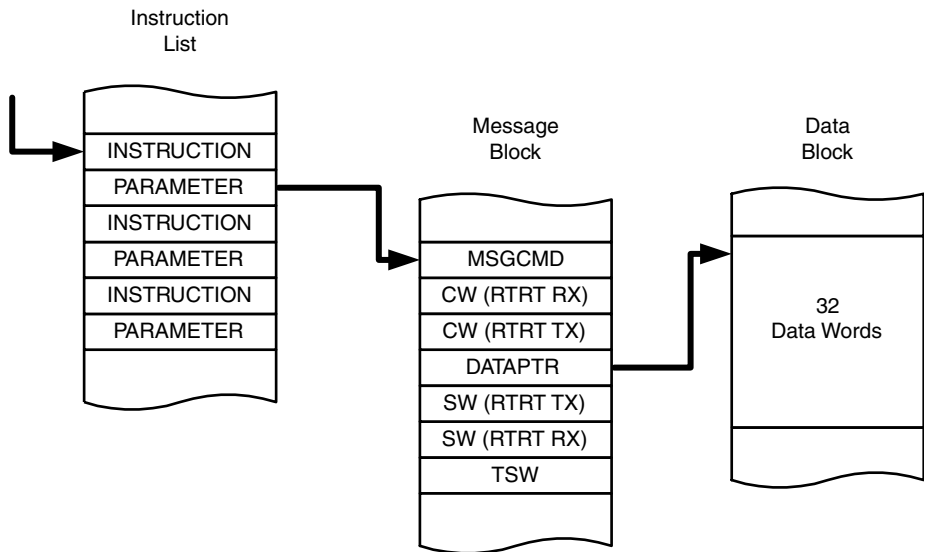 Instruction
List
INSTRUCTION
PARAMETER
INSTRUCTION
PARAMETER
INSTRUCTION
PARAMETER
Message
Block
MSGCMD
CW (RTRT RX)
CW (RTRT TX)
DATAPTR
SW (RTRT TX)
SW (RTRT RX)
TSW
Data
Block
32
Data Words